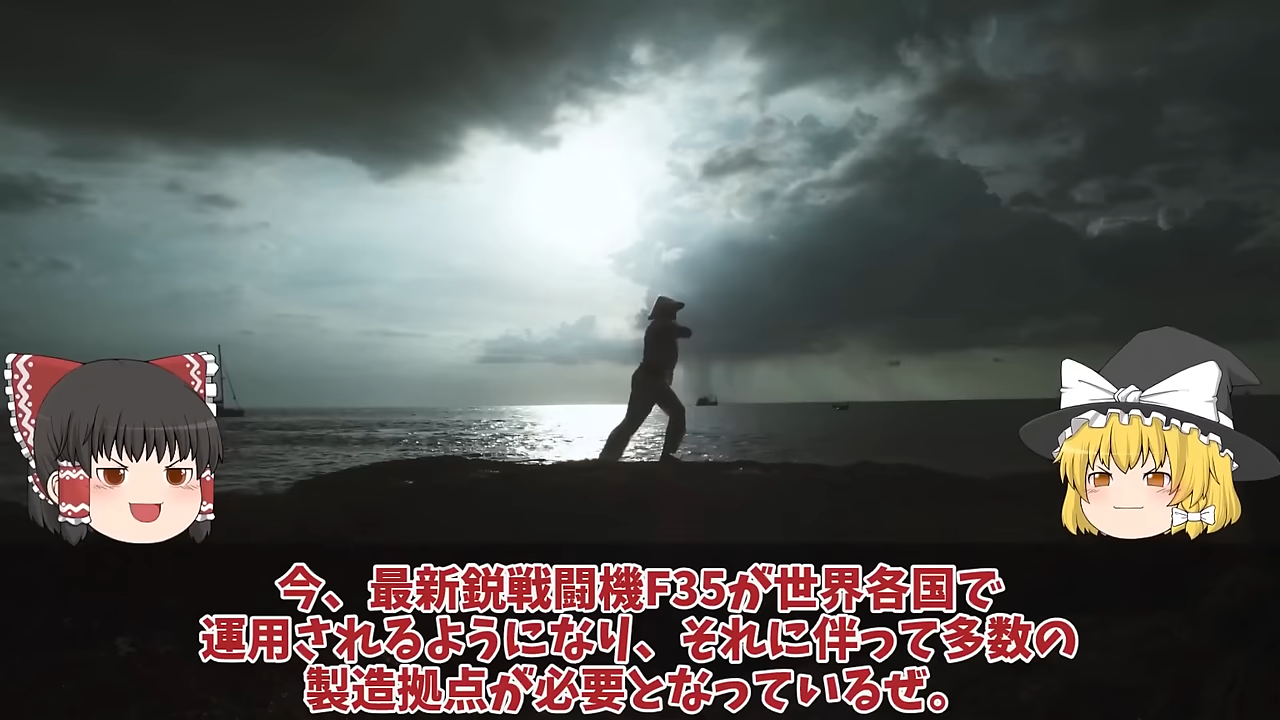 今、最新鋭戦闘機F35が世界各国で
運用されるようになり、それに伴って多数の
製造拠点が必要となっているぜ。